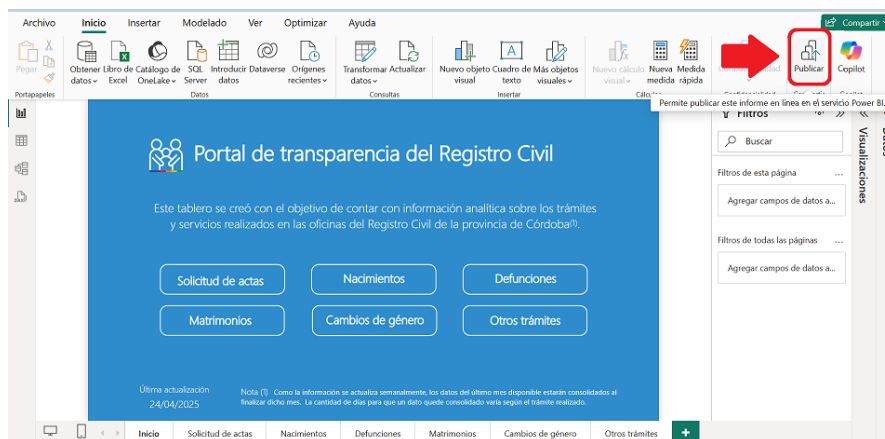 Archivo Inicio Insertar Modelado Ver Optimizar Ayuda Compartir
Pegar Obtener datos Libro de Excel Catálogo de OneLake SQL Server Introducir datos Dataverse Orígenes recientes Transformar datos Actualizar Nuevo objeto visual Cuadro de texto Más objetos visuales Nuevo cálculo visual Nueva medida Medida rápida Publicar Copilot
Portapapeles Datos Consultas Insertar
Permite publicar este informe en línea en el servicio Power BI.
Filtros
Buscar
Filtros de esta página ...
Agregar campos de datos a...
Filtros de todas las páginas ...
Agregar campos de datos a...
Visualizaciones
Datos
Portal de transparencia del Registro Civil
Este tablero se creó con el objetivo de contar con información analítica sobre los trámites
y servicios realizados en las oficinas del Registro Civil de la provincia de Córdoba(1).
Solicitud de actas Nacimientos Defunciones
Matrimonios Cambios de género Otros trámites
Última actualización
24/04/2025
Nota (1) Como la información se actualiza semanalmente, los datos del último mes disponible estarán consolidados al
finalizar dicho mes. La cantidad de días para que un dato quede consolidado varía según el trámite realizado.
Inicio Solicitud de actas Nacimientos Defunciones Matrimonios Cambios de género Otros trámites +